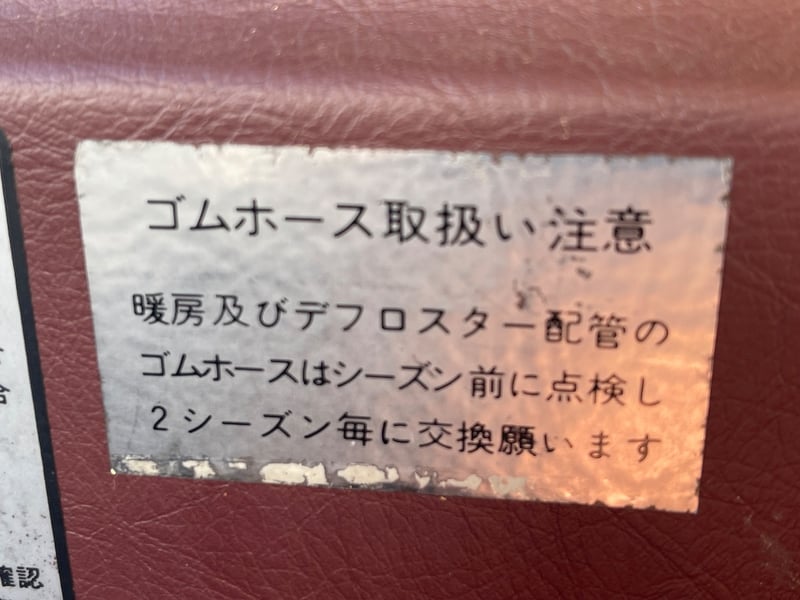 ゴムホース取扱い注意
暖房及びデフロスター配管の
ゴムホースはシーズン前に点検し
2シーズン毎に交換願います
確認